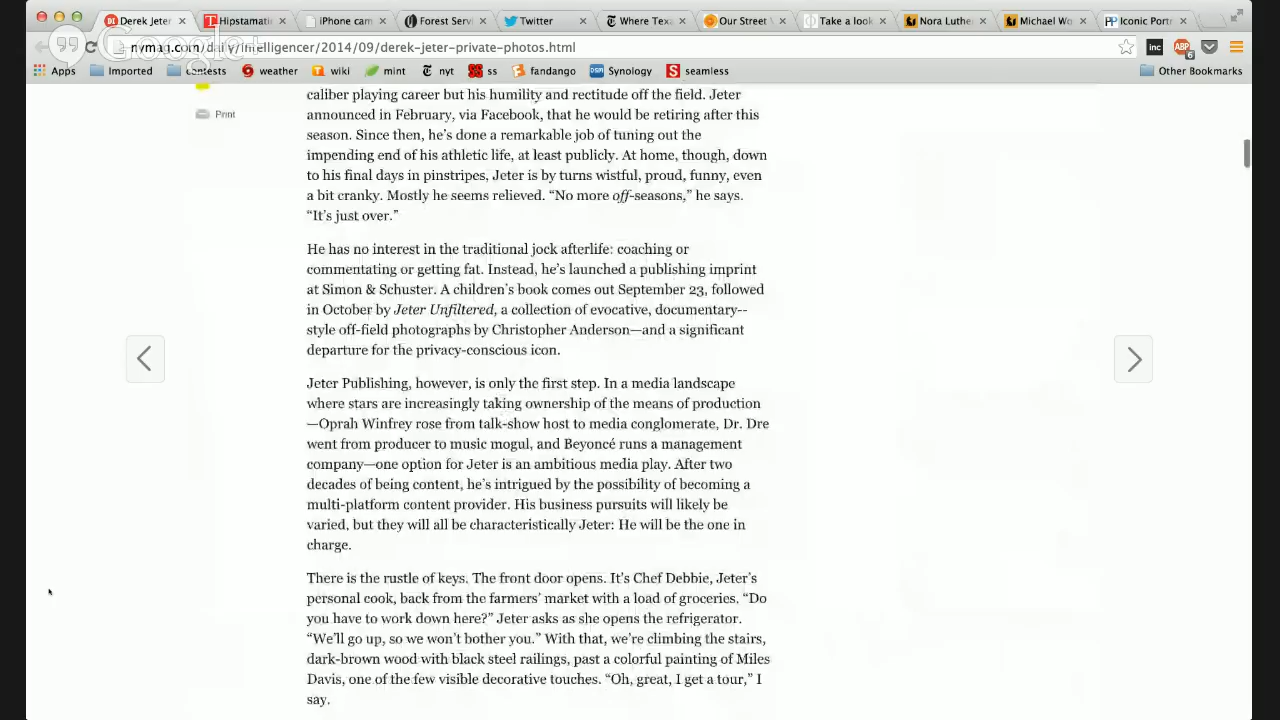 Derek Jeter
Hipstamatic
iPhone cam
Forest Serv
Twitter
Where Texa
Our Street
Take a look
Nora Luthe
Michael Wo
Iconic Portr
nymag.com/daily/intelligencer/2014/09/derek-jeter-private-photos.html
Google+
inc
ABP
6
Apps
Imported
contests
weather
wiki
mint
nyt
ss
fandango
Synology
seamless
Other Bookmarks
Print
caliber playing career but his humility and rectitude off the field. Jeter
announced in February, via Facebook, that he would be retiring after this
season. Since then, he's done a remarkable job of tuning out the
impending end of his athletic life, at least publicly. At home, though, down
to his final days in pinstripes, Jeter is by turns wistful, proud, funny, even
a bit cranky. Mostly he seems relieved. “No more off-seasons,” he says.
“It's just over.”
He has no interest in the traditional jock afterlife: coaching or
commentating or getting fat. Instead, he's launched a publishing imprint
at Simon & Schuster. A children's book comes out September 23, followed
in October by Jeter Unfiltered, a collection of evocative, documentary--
style off-field photographs by Christopher Anderson—and a significant
departure for the privacy-conscious icon.
Jeter Publishing, however, is only the first step. In a media landscape
where stars are increasingly taking ownership of the means of production
—Oprah Winfrey rose from talk-show host to media conglomerate, Dr. Dre
went from producer to music mogul, and Beyoncé runs a management
company—one option for Jeter is an ambitious media play. After two
decades of being content, he's intrigued by the possibility of becoming a
multi-platform content provider. His business pursuits will likely be
varied, but they will all be characteristically Jeter: He will be the one in
charge.
There is the rustle of keys. The front door opens. It's Chef Debbie, Jeter's
personal cook, back from the farmers' market with a load of groceries. “Do
you have to work down here?” Jeter asks as she opens the refrigerator.
“We'll go up, so we won't bother you.” With that, we're climbing the stairs,
dark-brown wood with black steel railings, past a colorful painting of Miles
Davis, one of the few visible decorative touches. “Oh, great, I get a tour,” I
say.